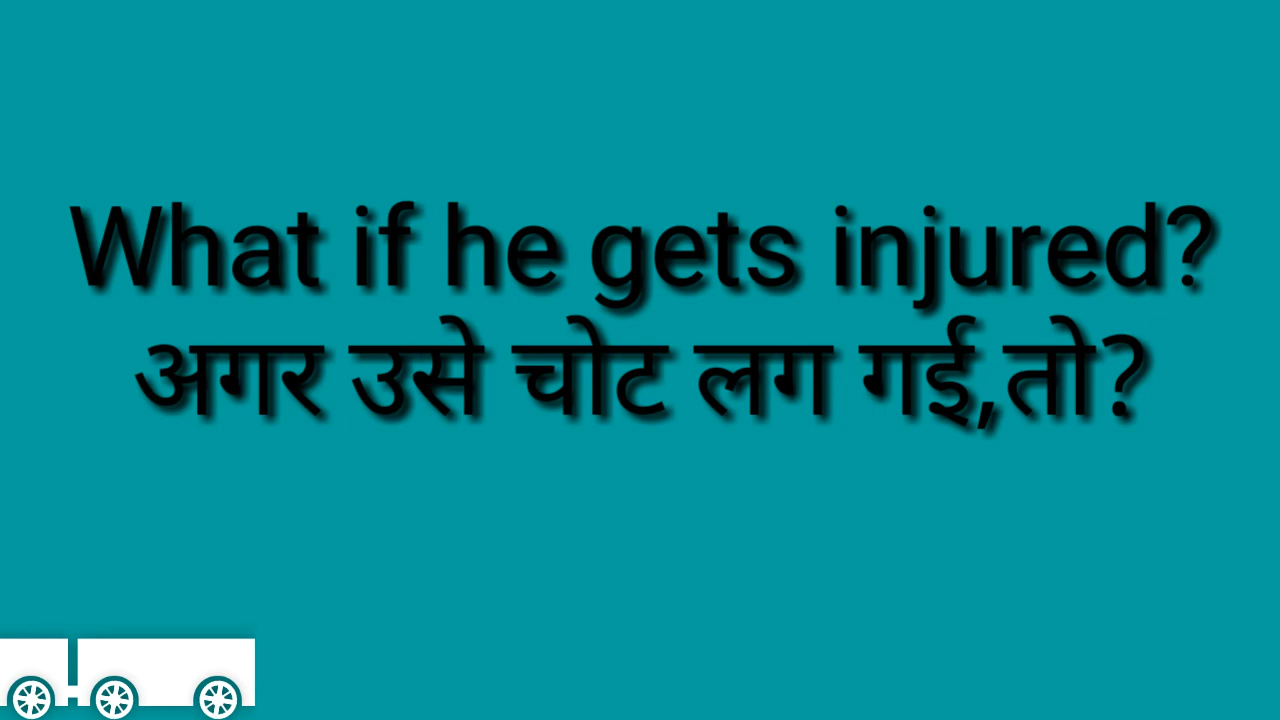 What if he gets injured?
अगर उसे चोट लग गई,तो?